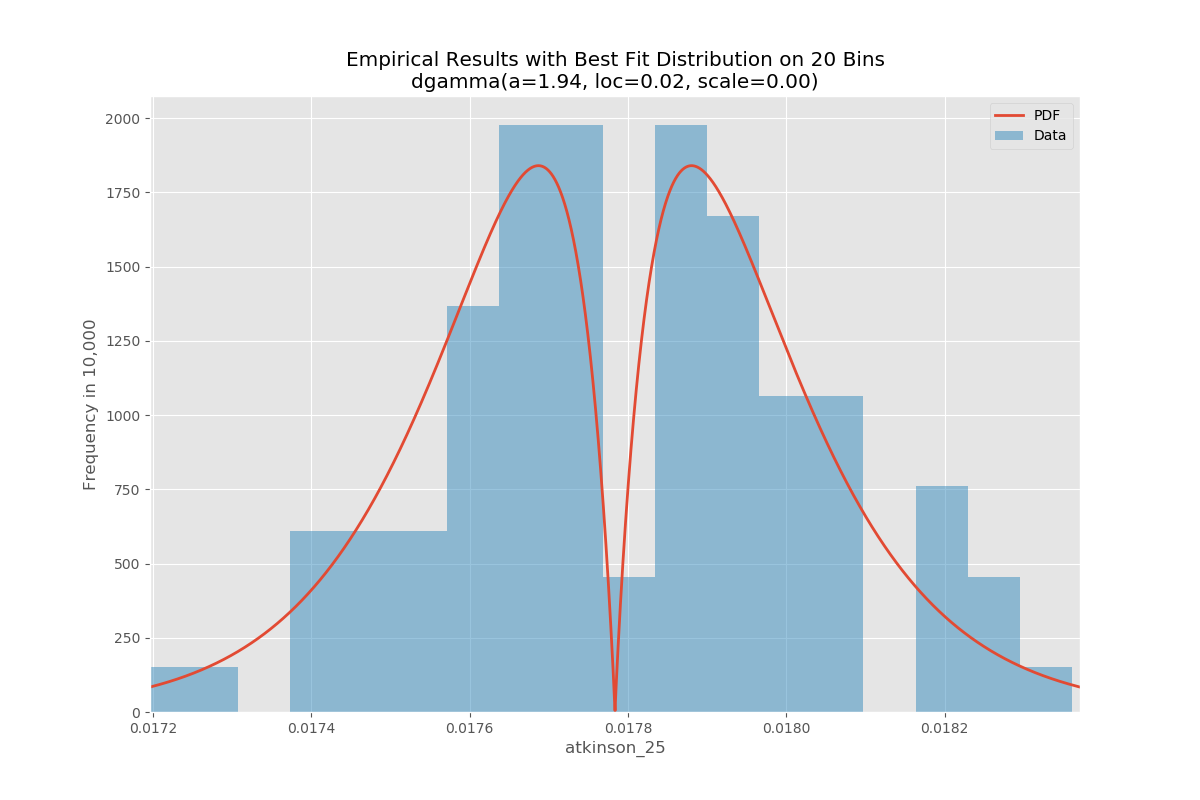 Empirical Results with Best Fit Distribution on 20 Bins
dgamma(a=1.94, loc=0.02, scale=0.00)
PDF
Data
2000
1750
1500
1250
1000
750
500
250
0
Frequency in 10,000
0.0172 0.0174 0.0176 0.0178 0.0180 0.0182
atkinson_25